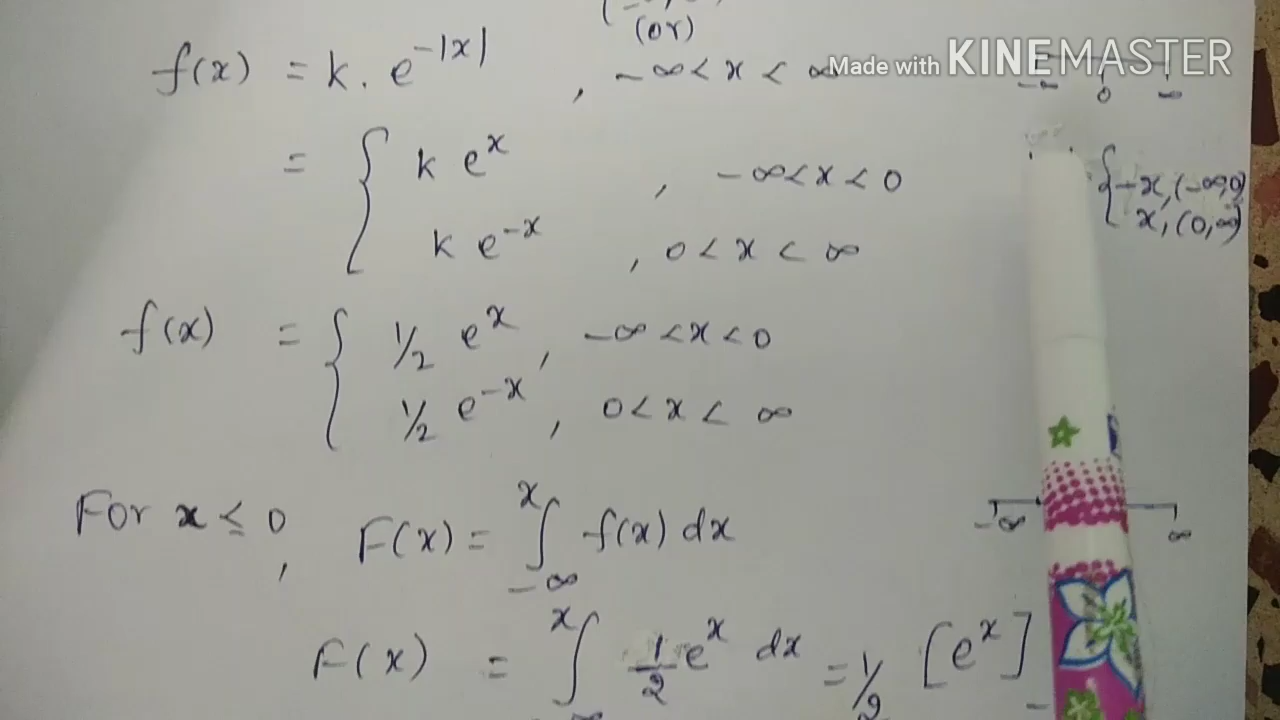 (or)
f(x) = k . e^{-|x|} , -∞ < x < ∞
Made with KINEMASTER
-∞ 0 ∞
= { k e^x , -∞ < x < 0
k e^{-x} , 0 < x < ∞
{ -x, (-∞,0)
x, (0,∞)
f(x) = { 1/2 e^x , -∞ < x < 0
1/2 e^{-x} , 0 < x < ∞
For x ≤ 0 , F(x) = ∫_{-∞}^{x} f(x) dx
-∞ ∞
F(x) = ∫_{-∞}^{x} 1/2 e^x dx = 1/2 [e^x]